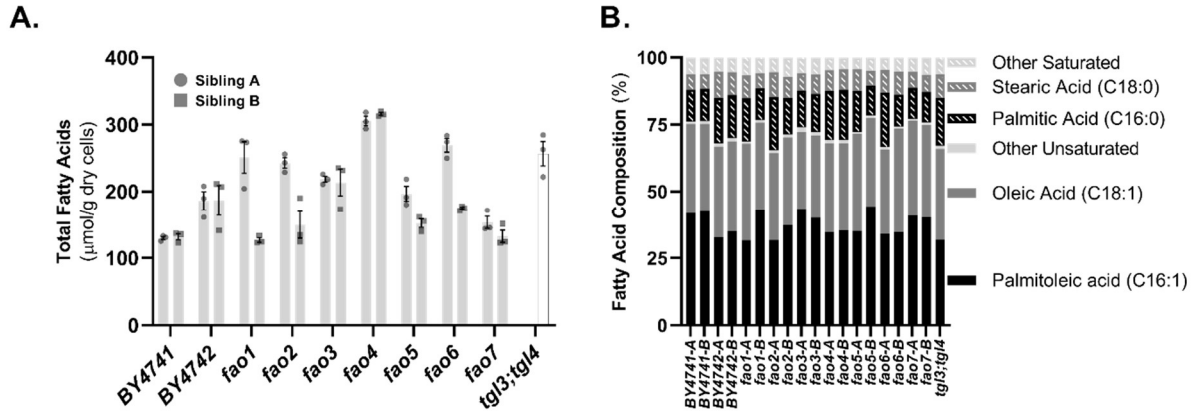 A.
Total Fatty Acids
(μmol/g dry cells)
400
300
200
100
0
Sibling A
Sibling B
BY4741
BY4742
fao1
fao2
fao3
fao4
fao5
fao6
fao7
tgl3;tgl4
B.
Fatty Acid Composition (%)
100
75
50
25
0
Other Saturated
Stearic Acid (C18:0)
Palmitic Acid (C16:0)
Other Unsaturated
Oleic Acid (C18:1)
Palmitoleic acid (C16:1)
BY4741-A
BY4741-B
BY4742-A
BY4742-B
fao1-A
fao1-B
fao2-A
fao2-B
fao3-A
fao3-B
fao4-A
fao4-B
fao5-A
fao5-B
fao6-A
fao6-B
fao7-A
fao7-B
tgl3;tgl4